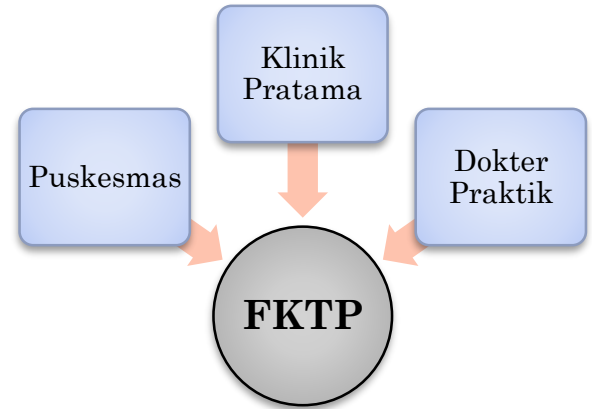 Klinik
Pratama
Puskesmas
Dokter
Praktik
FKTP